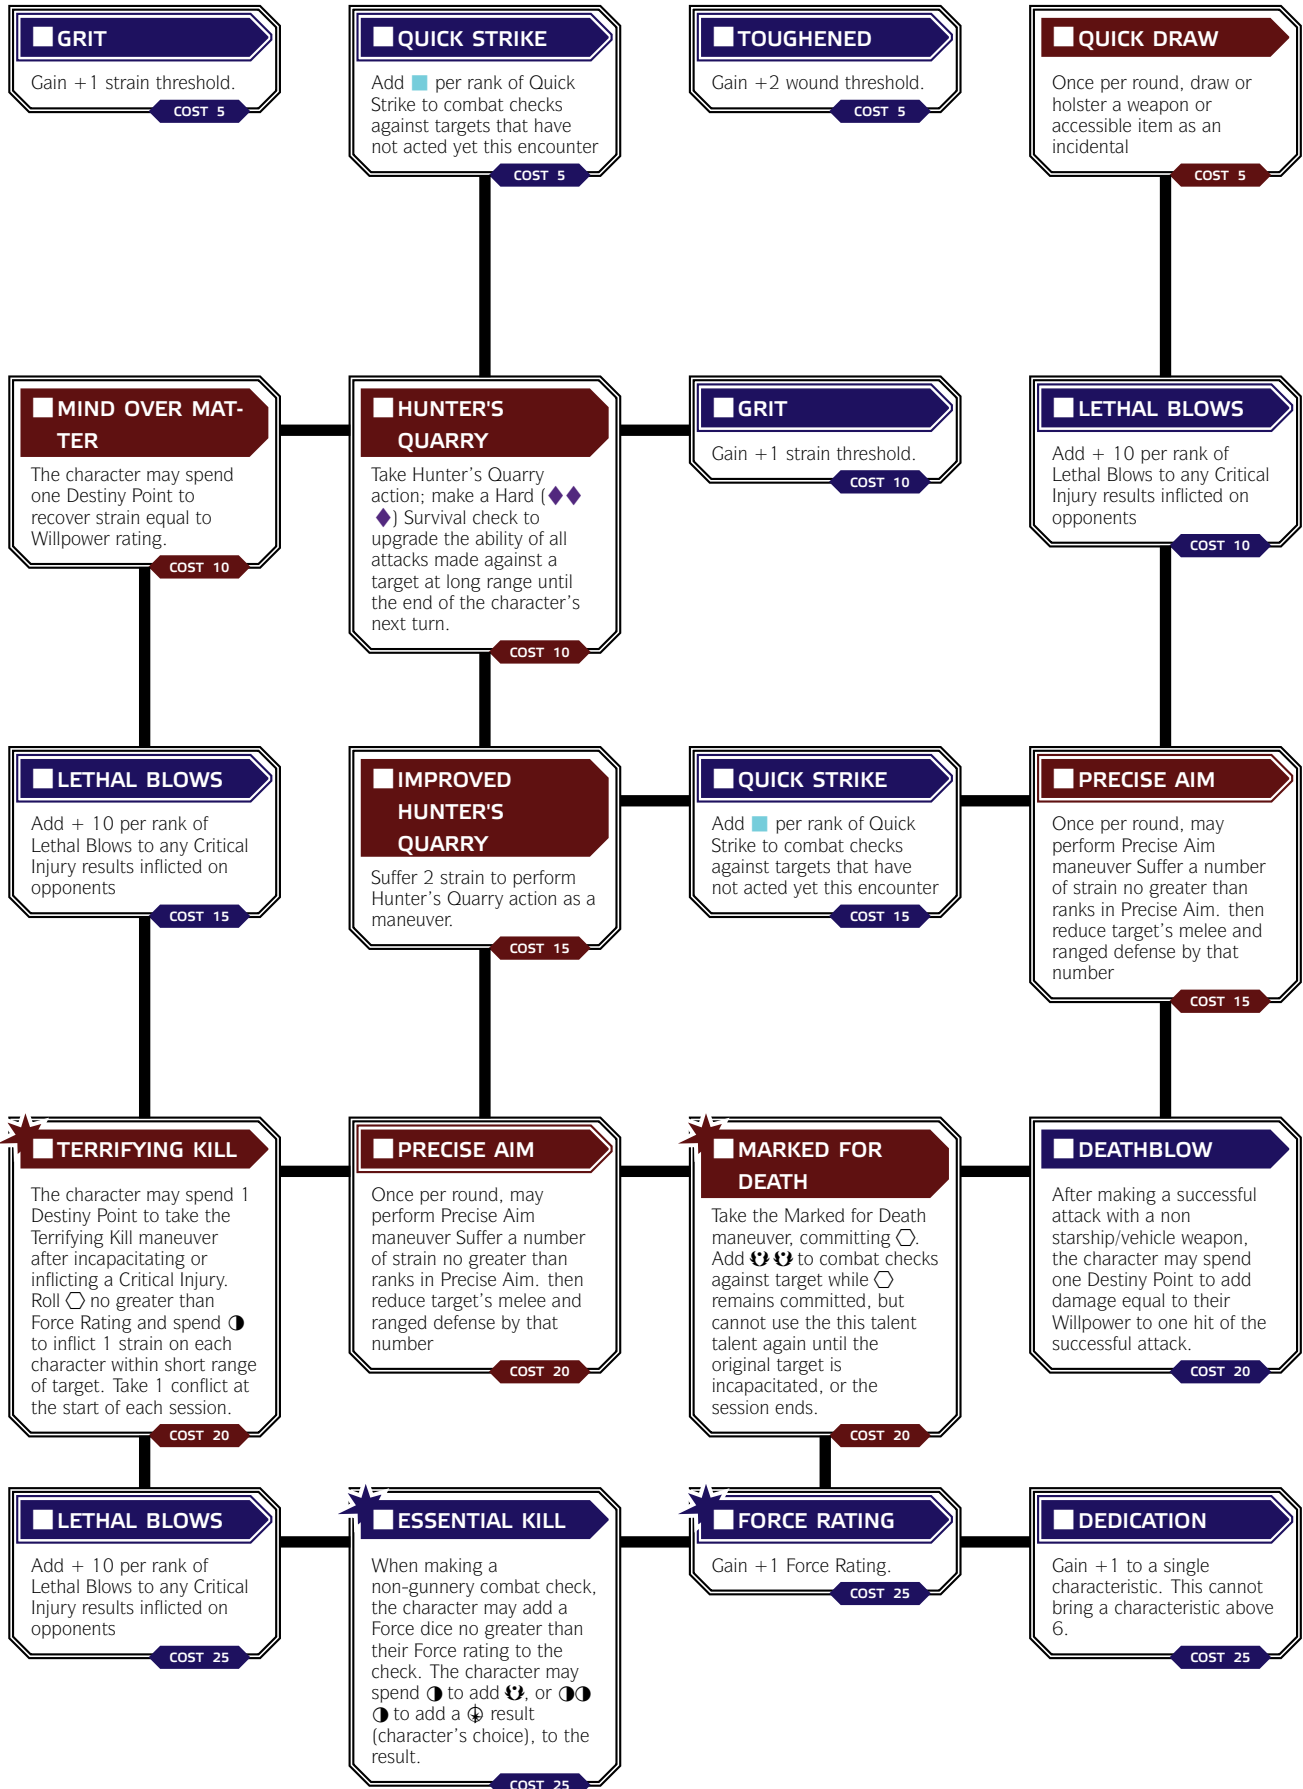 GRIT
Gain +1 strain threshold.
COST 5
QUICK STRIKE
Add per rank of Quick
Strike to combat checks
against targets that have
not acted yet this encounter
COST 5
TOUGHENED
Gain +2 wound threshold.
COST 5
QUICK DRAW
Once per round, draw or
holster a weapon or
accessible item as an
incidental
COST 5
MIND OVER MAT-
TER
The character may spend
one Destiny Point to
recover strain equal to
Willpower rating.
COST 10
HUNTER'S
QUARRY
Take Hunter's Quarry
action; make a Hard (♦♦
♦) Survival check to
upgrade the ability of all
attacks made against a
target at long range until
the end of the character's
next turn.
COST 10
GRIT
Gain +1 strain threshold.
COST 10
LETHAL BLOWS
Add + 10 per rank of
Lethal Blows to any Critical
Injury results inflicted on
opponents
COST 10
LETHAL BLOWS
Add + 10 per rank of
Lethal Blows to any Critical
Injury results inflicted on
opponents
COST 15
IMPROVED
HUNTER'S
QUARRY
Suffer 2 strain to perform
Hunter's Quarry action as a
maneuver.
COST 15
QUICK STRIKE
Add per rank of Quick
Strike to combat checks
against targets that have
not acted yet this encounter
COST 15
PRECISE AIM
Once per round, may
perform Precise Aim
maneuver Suffer a number
of strain no greater than
ranks in Precise Aim. then
reduce target's melee and
ranged defense by that
number
COST 15
TERRIFYING KILL
The character may spend 1
Destiny Point to take the
Terrifying Kill maneuver
after incapacitating or
inflicting a Critical Injury.
Roll ⬡ no greater than
Force Rating and spend ◑
to inflict 1 strain on each
character within short range
of target. Take 1 conflict at
the start of each session.
COST 20
PRECISE AIM
Once per round, may
perform Precise Aim
maneuver Suffer a number
of strain no greater than
ranks in Precise Aim. then
reduce target's melee and
ranged defense by that
number
COST 20
MARKED FOR
DEATH
Take the Marked for Death
maneuver, committing ⬡.
Add to combat checks
against target while ⬡
remains committed, but
cannot use the this talent
talent again until the
original target is
incapacitated, or the
session ends.
COST 20
DEATHBLOW
After making a successful
attack with a non
starship/vehicle weapon,
the character may spend
one Destiny Point to add
damage equal to their
Willpower to one hit of the
successful attack.
COST 20
LETHAL BLOWS
Add + 10 per rank of
Lethal Blows to any Critical
Injury results inflicted on
opponents
COST 25
ESSENTIAL KILL
When making a
non-gunnery combat check,
the character may add a
Force dice no greater than
their Force rating to the
check. The character may
spend ◑ to add , or ◑◑
◑ to add a result
(character's choice), to the
result.
COST 25
FORCE RATING
Gain +1 Force Rating.
COST 25
DEDICATION
Gain +1 to a single
characteristic. This cannot
bring a characteristic above
6.
COST 25